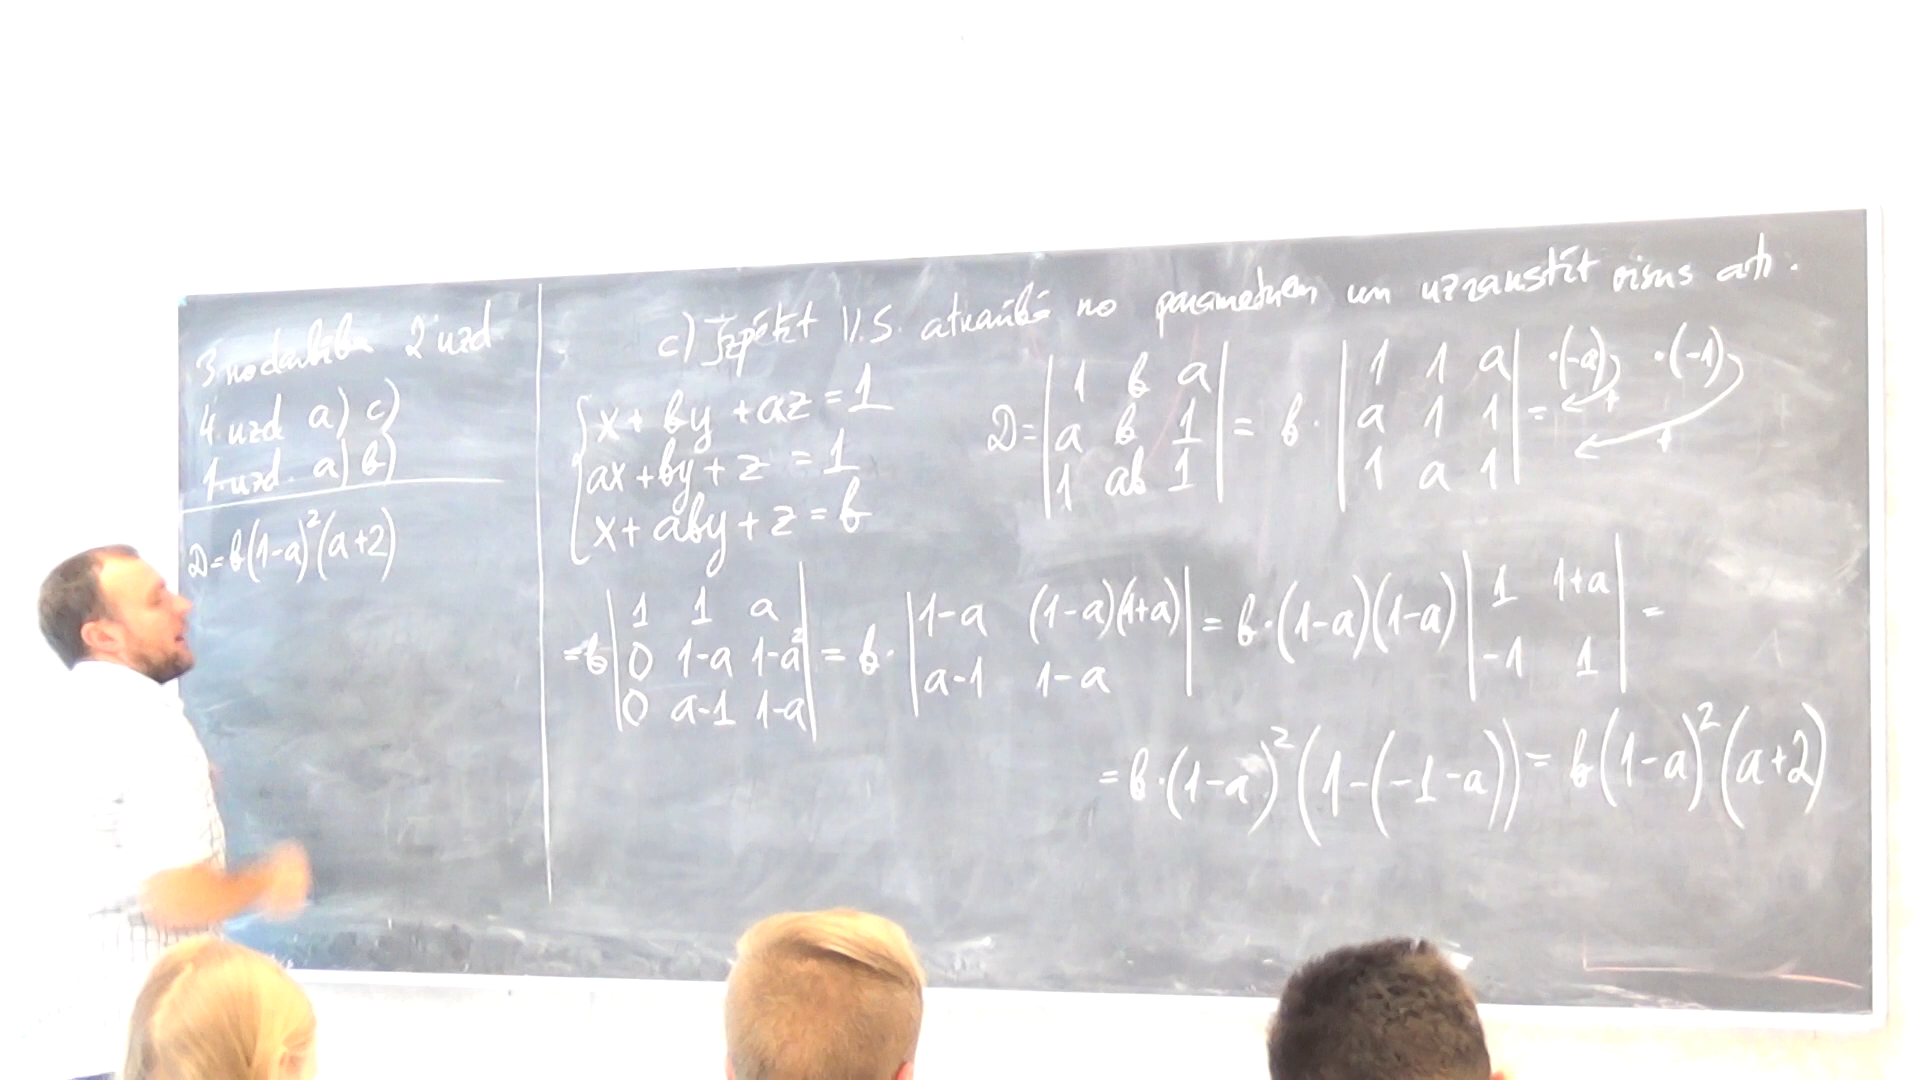 3 nodarbība 2 uzd
4. uzd a) c)
1. uzd. a) b)
D=b(1-a)²(a+2)
c) Izpētīt V.S. atkarībā no parametriem un uzrakstīt visus atr.
{x + by + az = 1
ax + by + z = 1
x + aby + z = b
D= |1 b a; a b 1; 1 ab 1| = b · |1 1 a; a 1 1; 1 a 1| ·(-a) + ·(-1) + =
=b |1 1 a; 0 1-a 1-a²; 0 a-1 1-a| = b · |1-a (1-a)(1+a); a-1 1-a| = b·(1-a)(1-a) |1 1+a; -1 1| =
= b·(1-a)²(1-(-1-a)) = b(1-a)²(a+2)